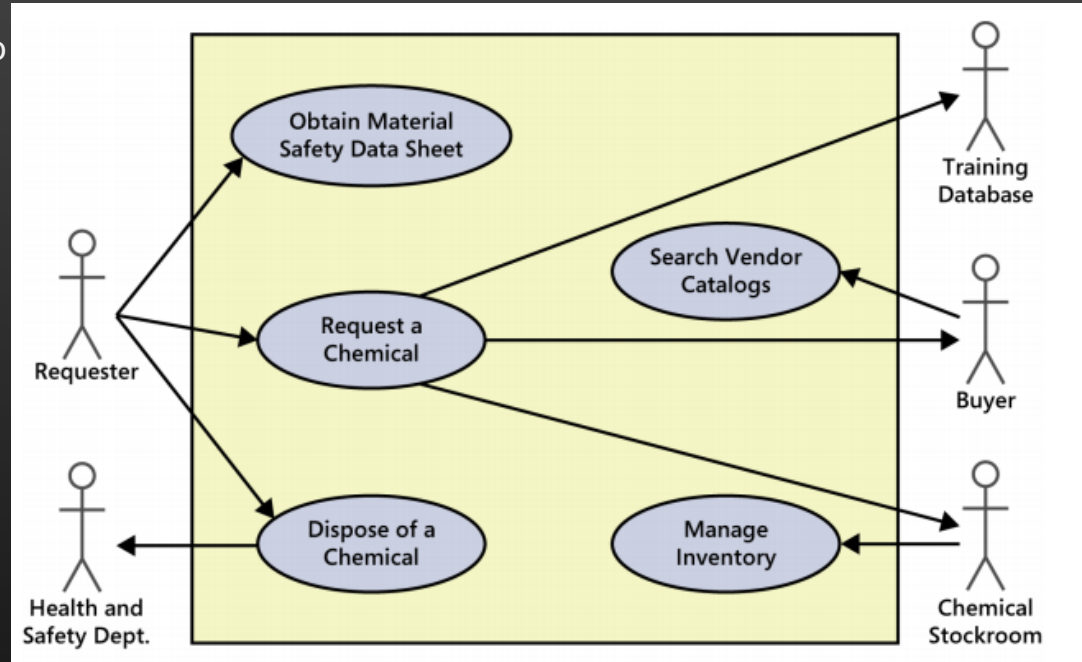 Obtain Material
Safety Data Sheet
Training
Database
Search Vendor
Catalogs
Request a
Chemical
Requester
Buyer
Dispose of a
Chemical
Manage
Inventory
Health and
Safety Dept.
Chemical
Stockroom